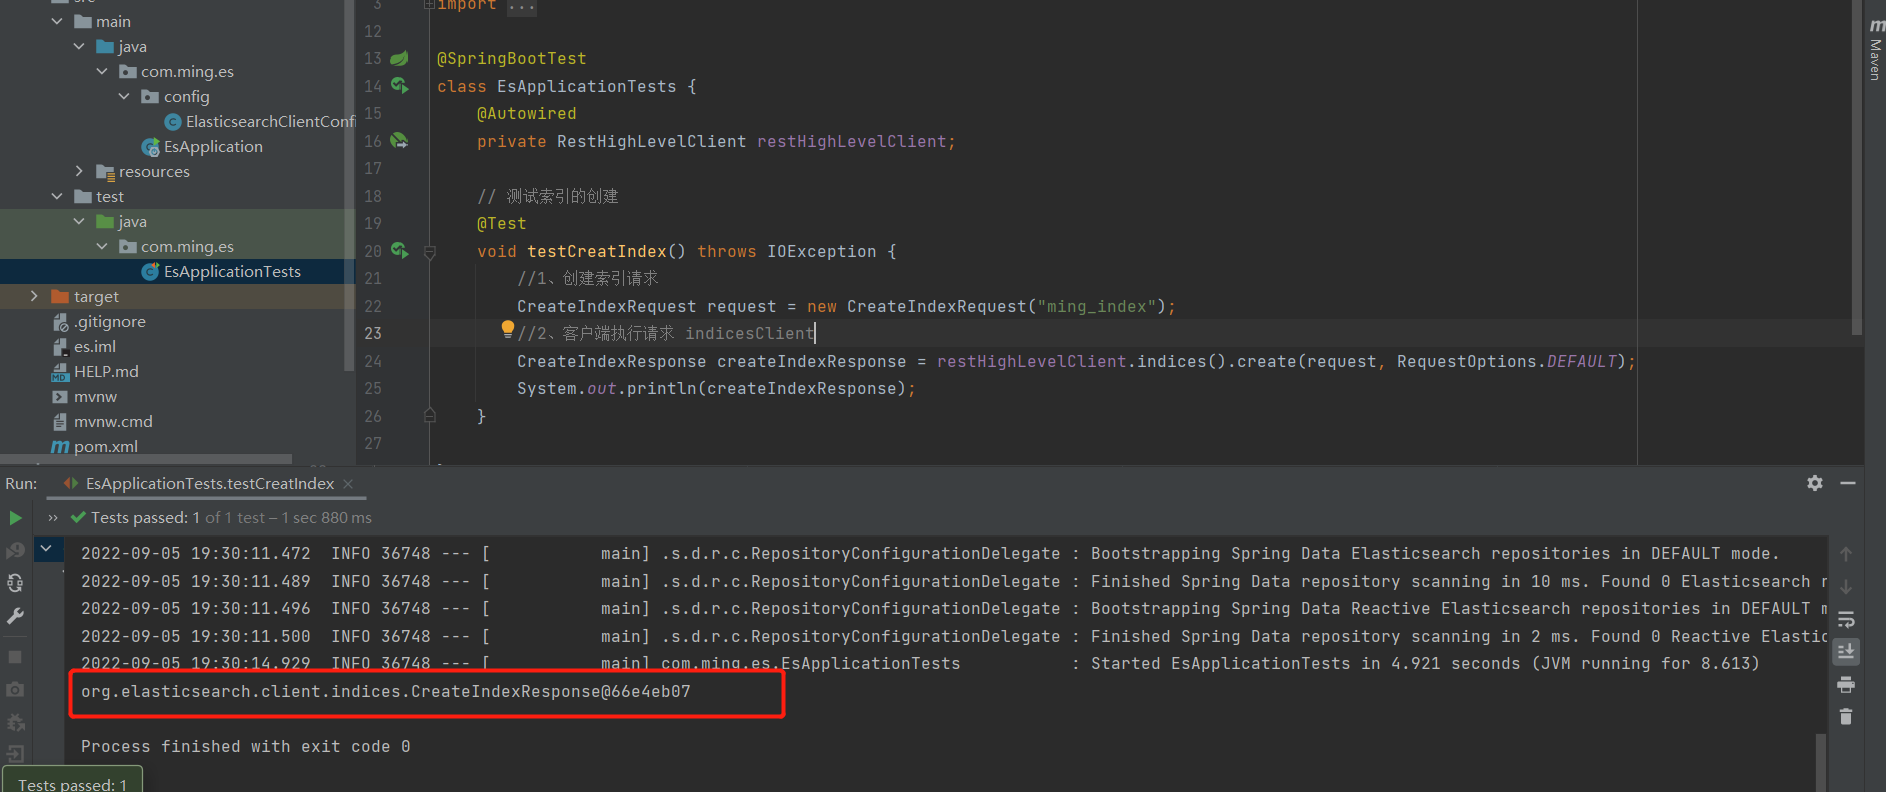 src
main
java
com.ming.es
config
ElasticsearchClientConfi
EsApplication
resources
test
java
com.ming.es
EsApplicationTests
target
.gitignore
es.iml
HELP.md
mvnw
mvnw.cmd
pom.xml
3 import ...
12
13 @SpringBootTest
14 class EsApplicationTests {
15 @Autowired
16 private RestHighLevelClient restHighLevelClient;
17
18 // 测试索引的创建
19 @Test
20 void testCreatIndex() throws IOException {
21 //1、创建索引请求
22 CreateIndexRequest request = new CreateIndexRequest("ming_index");
23 //2、客户端执行请求 indicesClient
24 CreateIndexResponse createIndexResponse = restHighLevelClient.indices().create(request, RequestOptions.DEFAULT);
25 System.out.println(createIndexResponse);
26 }
27
m Maven
Run: EsApplicationTests.testCreatIndex
» Tests passed: 1 of 1 test – 1 sec 880 ms
2022-09-05 19:30:11.472 INFO 36748 --- [ main] .s.d.r.c.RepositoryConfigurationDelegate : Bootstrapping Spring Data Elasticsearch repositories in DEFAULT mode.
2022-09-05 19:30:11.489 INFO 36748 --- [ main] .s.d.r.c.RepositoryConfigurationDelegate : Finished Spring Data repository scanning in 10 ms. Found 0 Elasticsearch r
2022-09-05 19:30:11.496 INFO 36748 --- [ main] .s.d.r.c.RepositoryConfigurationDelegate : Bootstrapping Spring Data Reactive Elasticsearch repositories in DEFAULT m
2022-09-05 19:30:11.500 INFO 36748 --- [ main] .s.d.r.c.RepositoryConfigurationDelegate : Finished Spring Data repository scanning in 2 ms. Found 0 Reactive Elastic
2022-09-05 19:30:14.929 INFO 36748 --- [ main] com.ming.es.EsApplicationTests : Started EsApplicationTests in 4.921 seconds (JVM running for 8.613)
org.elasticsearch.client.indices.CreateIndexResponse@66e4eb07
Process finished with exit code 0
Tests passed: 1